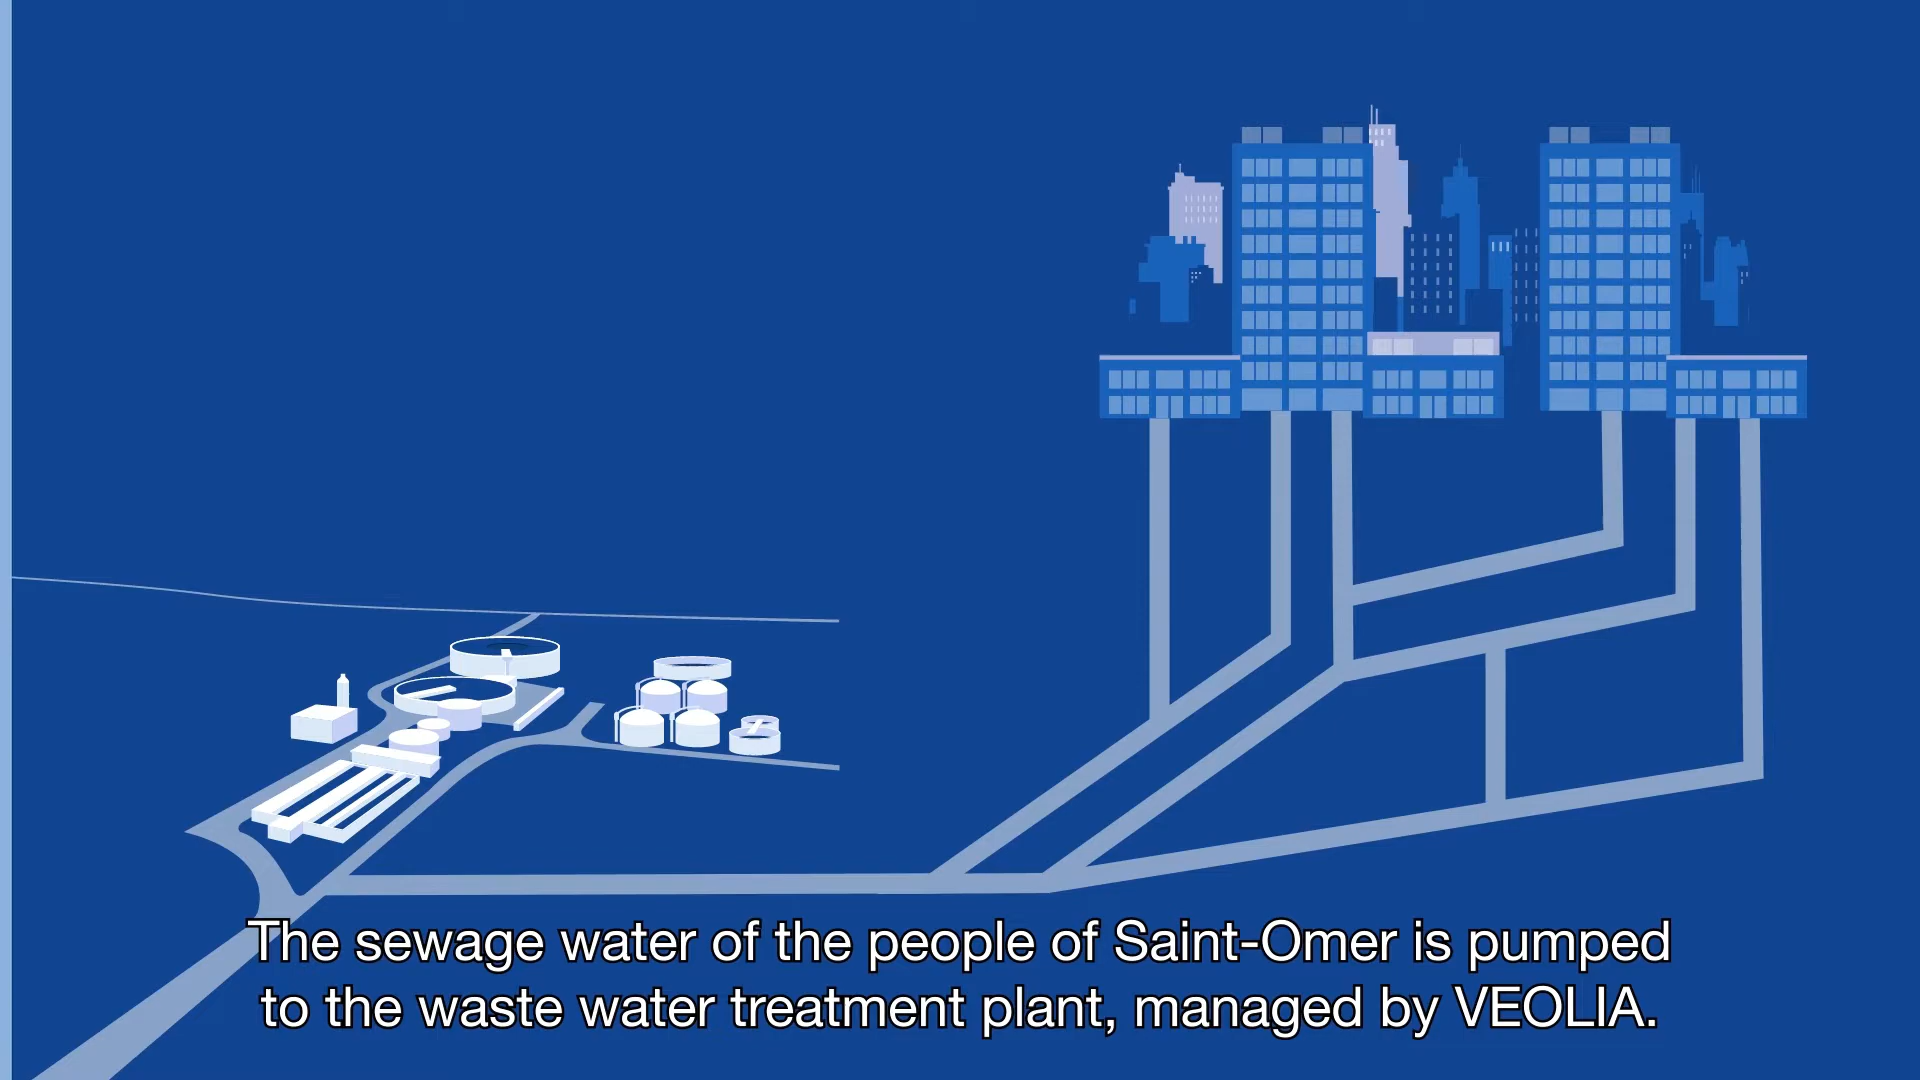 The sewage water of the people of Saint-Omer is pumped
to the waste water treatment plant, managed by VEOLIA.